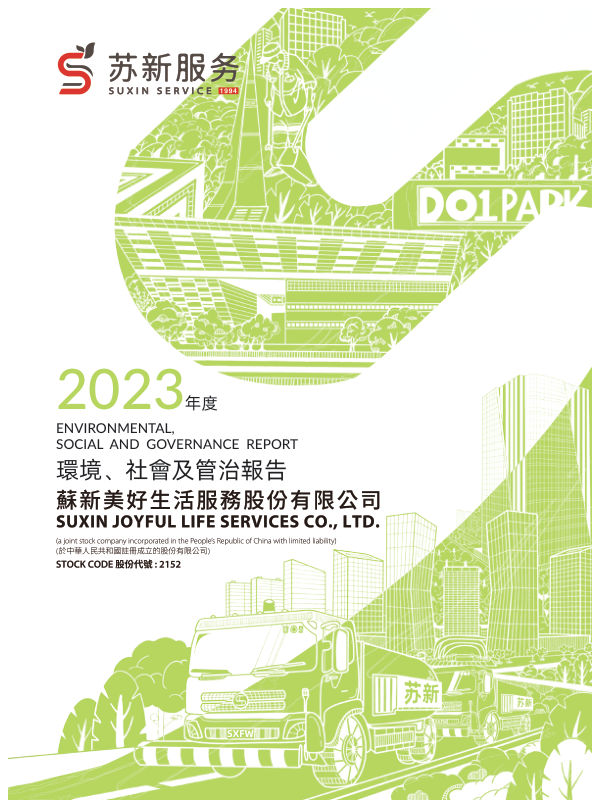 苏新服务
SUXIN SERVICE 1994
DO1PARK
2023年度
ENVIRONMENTAL,
SOCIAL AND GOVERNANCE REPORT
環境、社會及管治報告
蘇新美好生活服務股份有限公司
SUXIN JOYFUL LIFE SERVICES CO., LTD.
(a joint stock company incorporated in the People's Republic of China with limited liability)
(於中華人民共和國註冊成立的股份有限公司)
STOCK CODE 股份代號 : 2152
苏新
苏新
SXFW